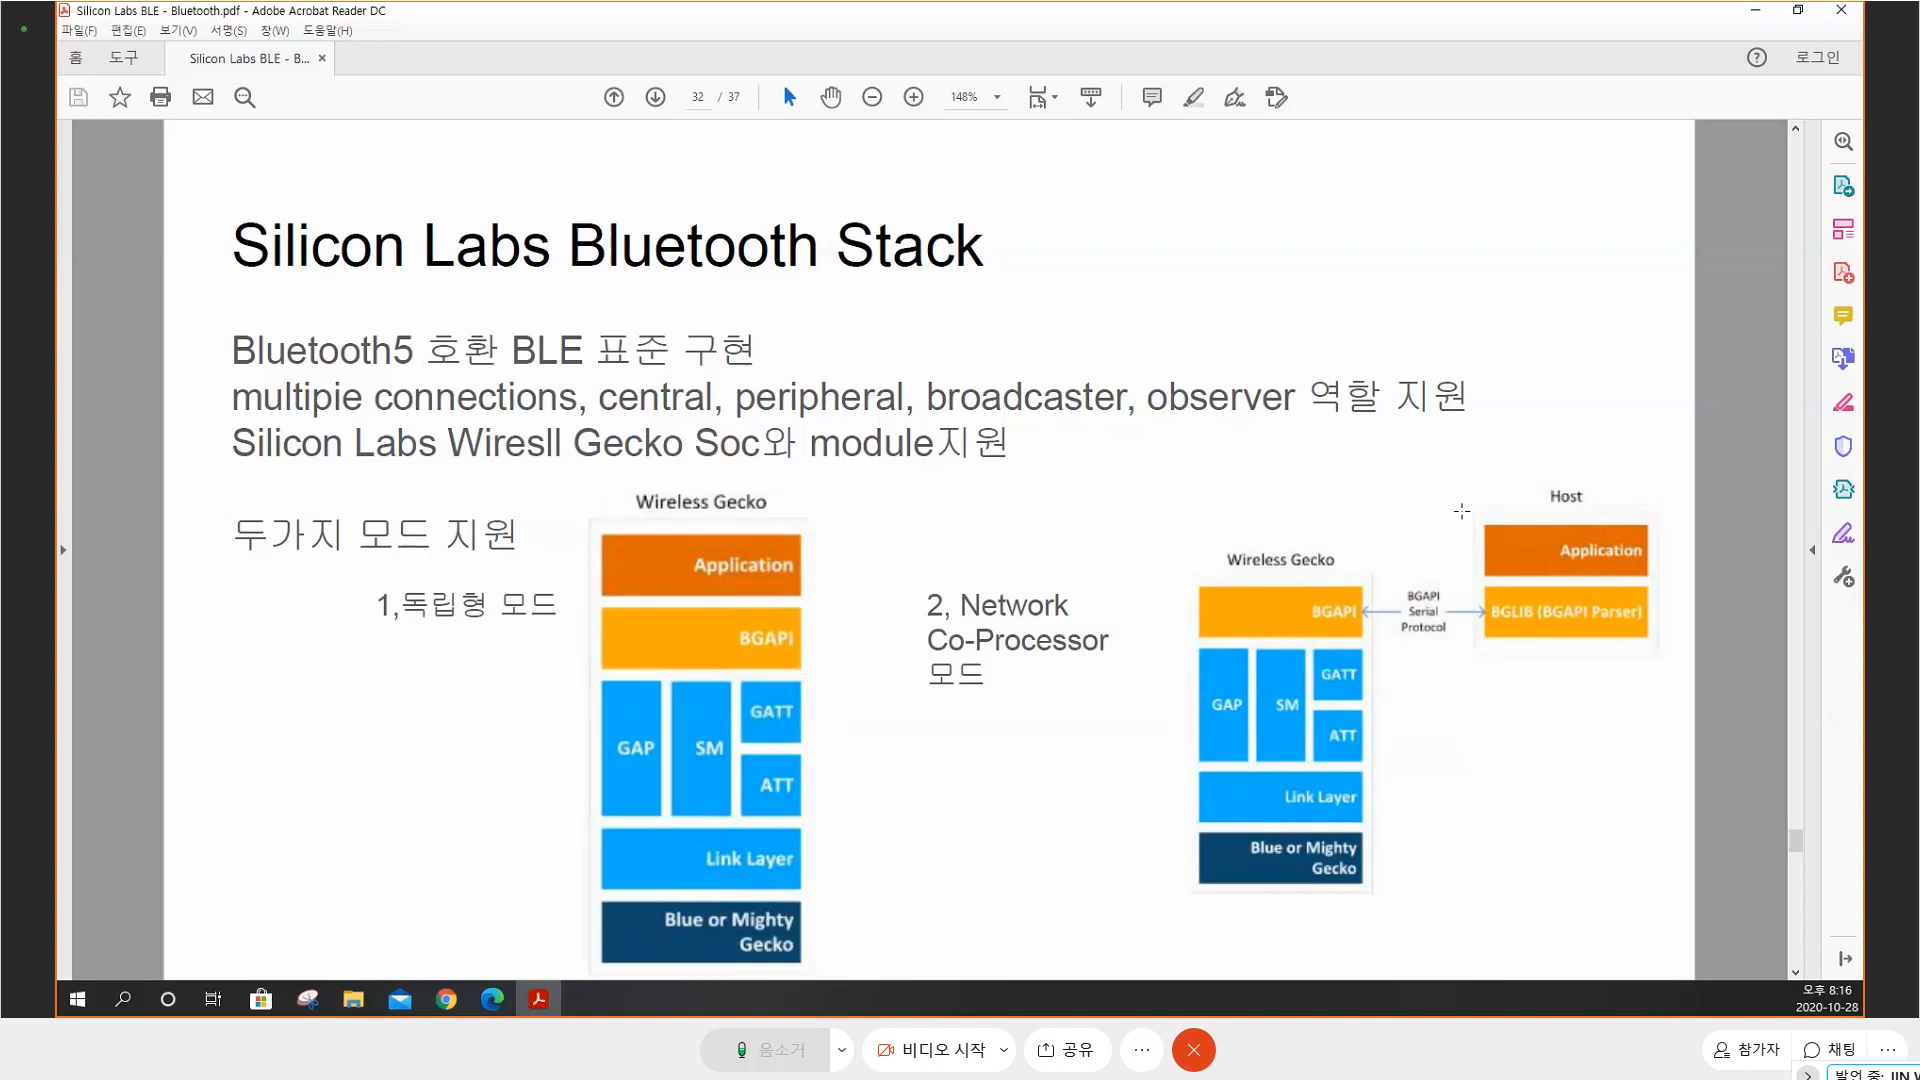 Silicon Labs BLE - Bluetooth.pdf - Adobe Acrobat Reader DC
파일(F) 편집(E) 보기(V) 서명(S) 창(W) 도움말(H)
홈 도구 Silicon Labs BLE - B... × 로그인
32 / 37 148%
Silicon Labs Bluetooth Stack
Bluetooth5 호환 BLE 표준 구현
multipie connections, central, peripheral, broadcaster, observer 역할 지원
Silicon Labs Wiresll Gecko Soc와 module지원
두가지 모드 지원
1,독립형 모드
Wireless Gecko
Application
BGAPI
GAP SM GATT
ATT
Link Layer
Blue or Mighty
Gecko
2, Network
Co-Processor
모드
Wireless Gecko
BGAPI
GAP SM GATT
ATT
Link Layer
Blue or Mighty
Gecko
BGAPI
Serial
Protocol
Host
Application
BGLIB (BGAPI Parser)
오후 8:16
2020-10-28
음소거 비디오 시작 공유 참가자 채팅
발언 중: JIN